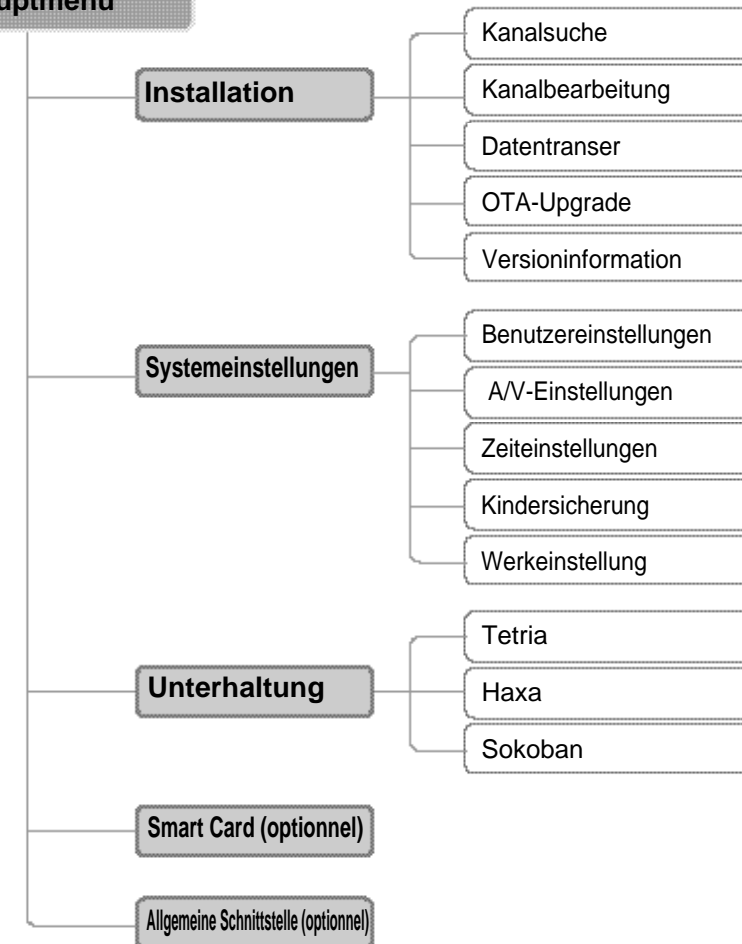 uptmenü
Installation
Kanalsuche
Kanalbearbeitung
Datentranser
OTA-Upgrade
Versioninformation
Systemeinstellungen
Benutzereinstellungen
A/V-Einstellungen
Zeiteinstellungen
Kindersicherung
Werkeinstellung
Unterhaltung
Tetria
Haxa
Sokoban
Smart Card (optionnel)
Allgemeine Schnittstelle (optionnel)